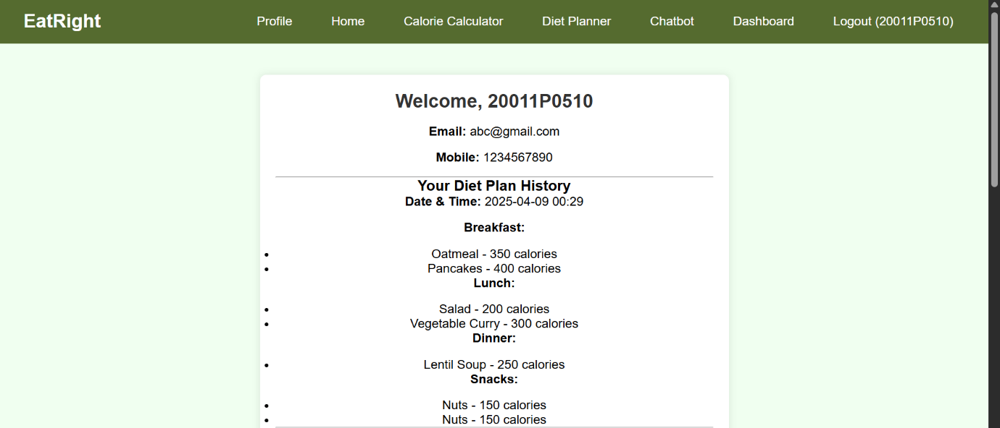 EatRight Profile Home Calorie Calculator Diet Planner Chatbot Dashboard Logout (20011P0510)
Welcome, 20011P0510
Email: abc@gmail.com
Mobile: 1234567890
Your Diet Plan History
Date & Time: 2025-04-09 00:29
Breakfast:
• Oatmeal - 350 calories
• Pancakes - 400 calories
Lunch:
• Salad - 200 calories
• Vegetable Curry - 300 calories
Dinner:
• Lentil Soup - 250 calories
Snacks:
• Nuts - 150 calories
• Nuts - 150 calories